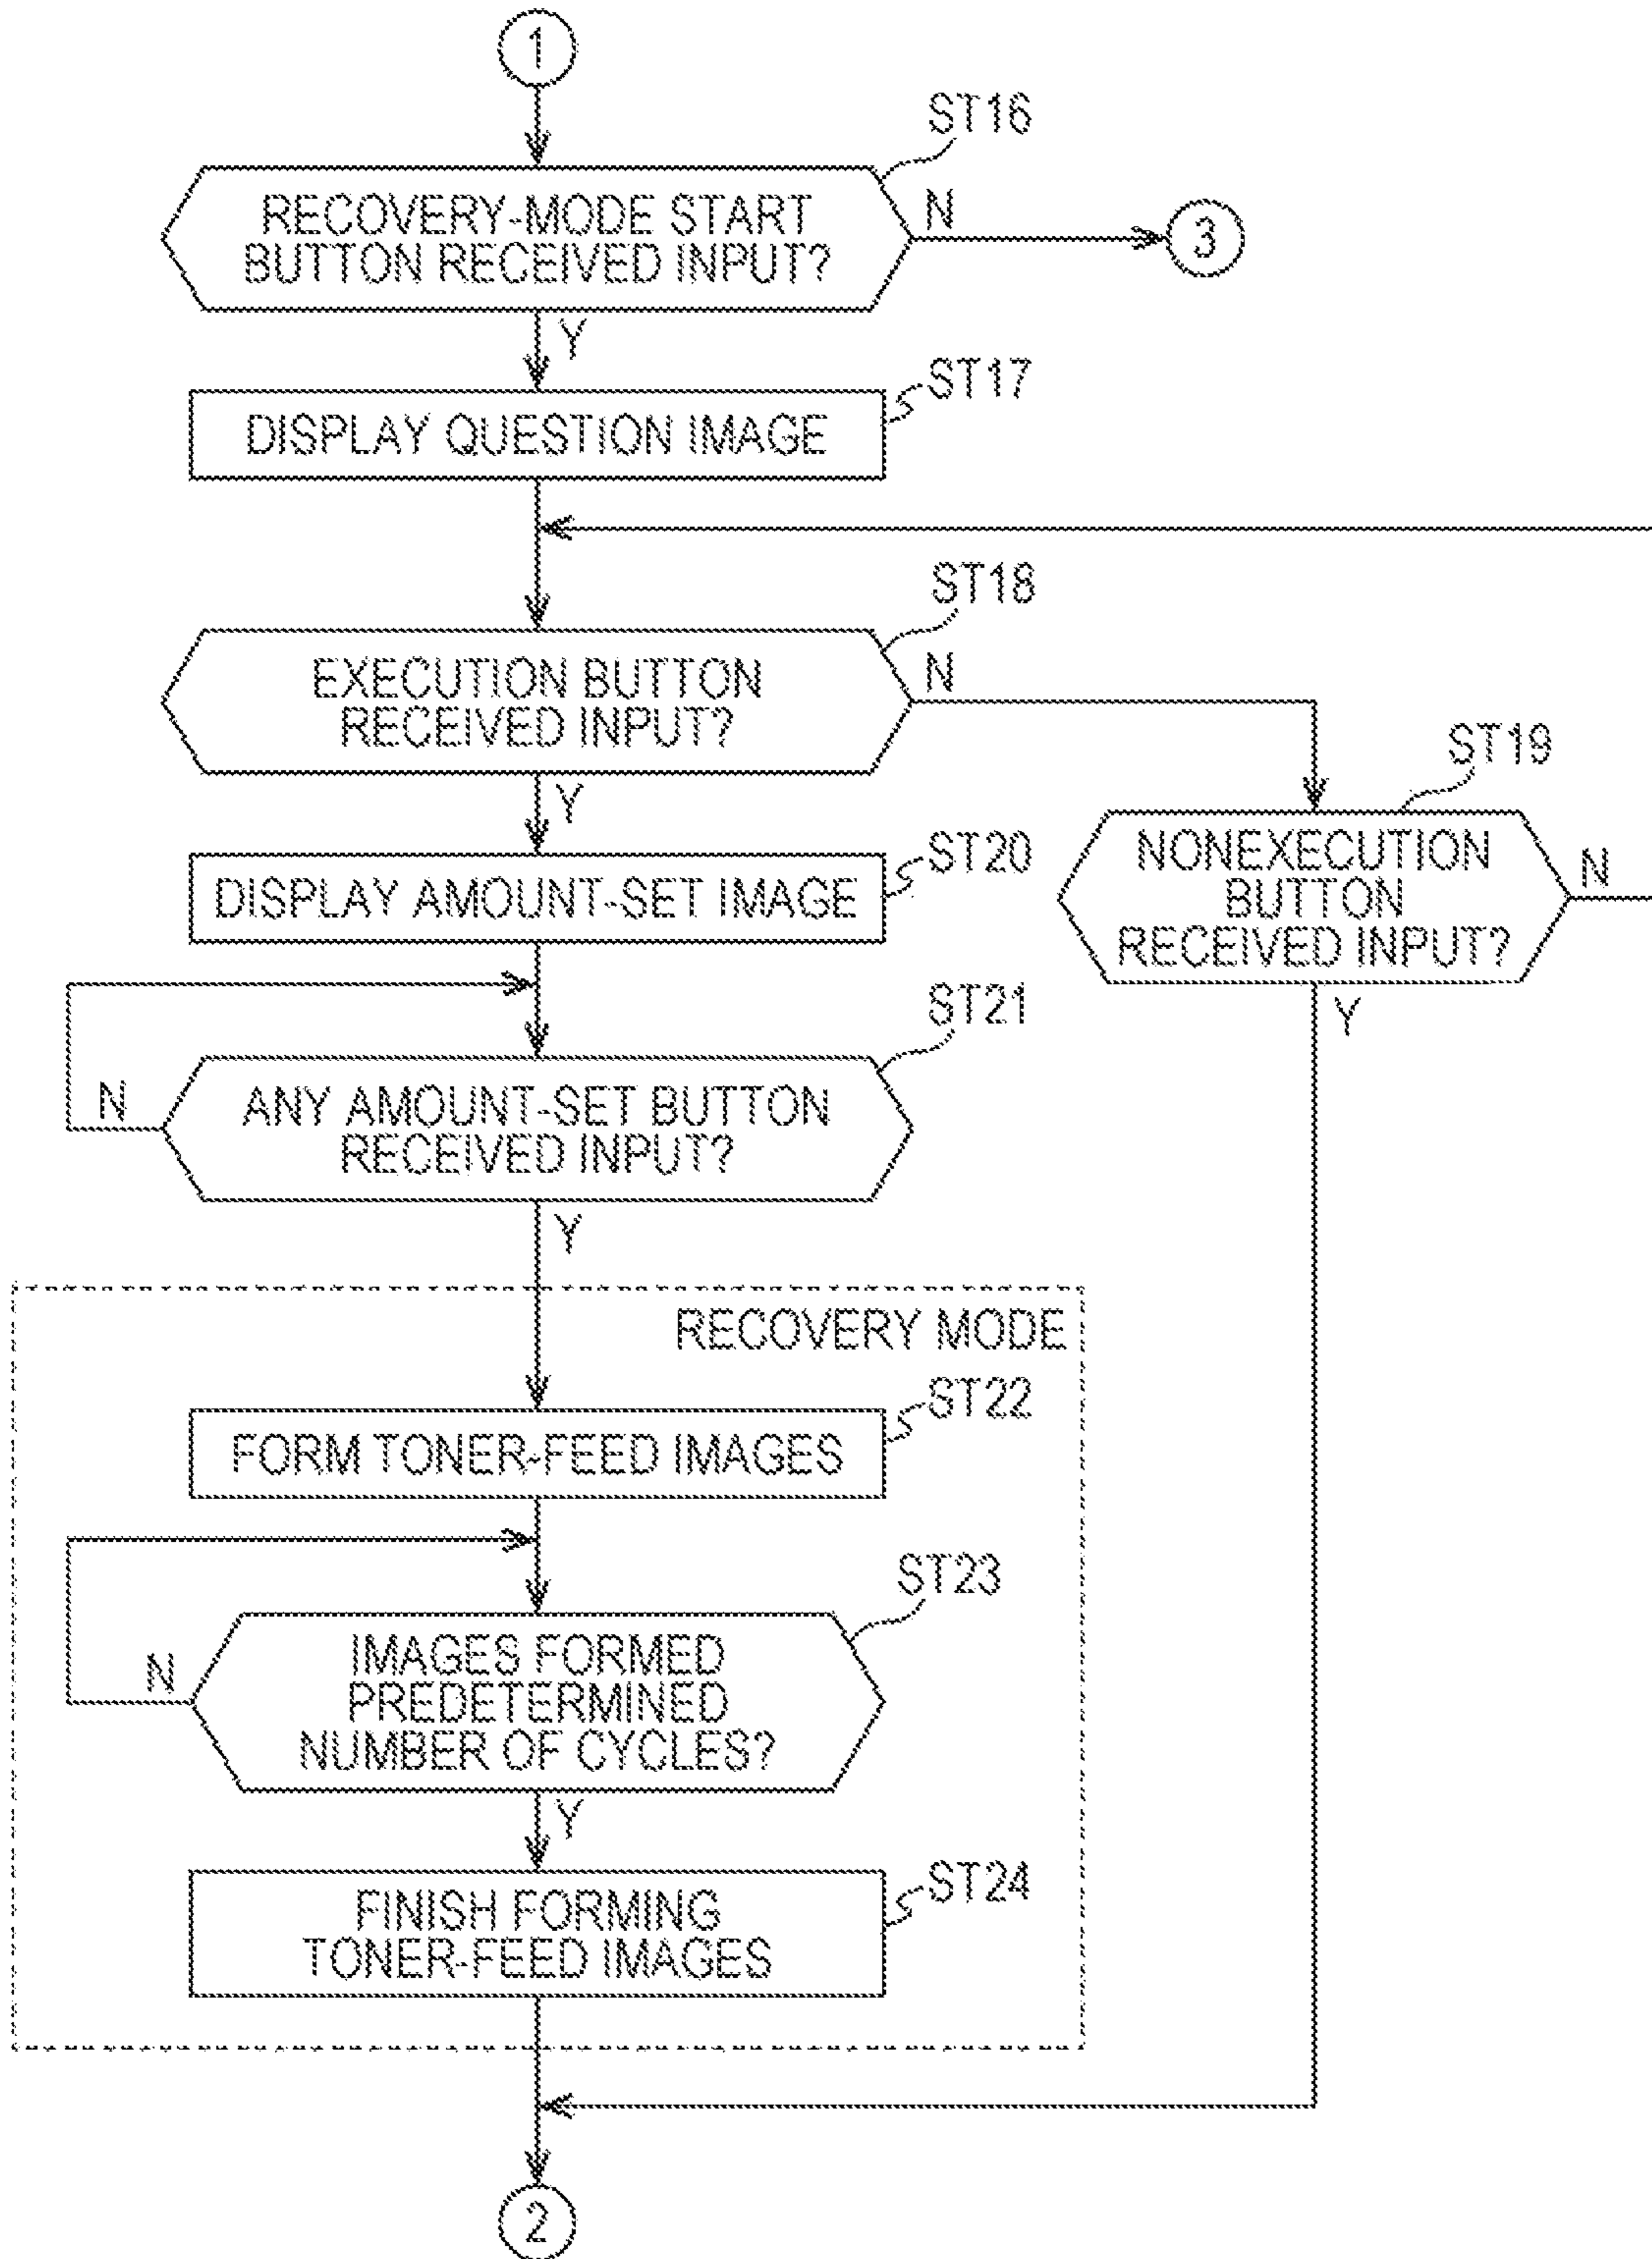 1
ST16
RECOVERY-MODE START
BUTTON RECEIVED INPUT?
N
3
Y
ST17
DISPLAY QUESTION IMAGE
ST18
EXECUTION BUTTON
RECEIVED INPUT?
N
Y
ST19
NONEXECUTION
BUTTON
RECEIVED INPUT?
N
Y
ST20
DISPLAY AMOUNT-SET IMAGE
ST21
ANY AMOUNT-SET BUTTON
RECEIVED INPUT?
N
Y
RECOVERY MODE
ST22
FORM TONER-FEED IMAGES
ST23
IMAGES FORMED
PREDETERMINED
NUMBER OF CYCLES?
N
Y
ST24
FINISH FORMING
TONER-FEED IMAGES
2